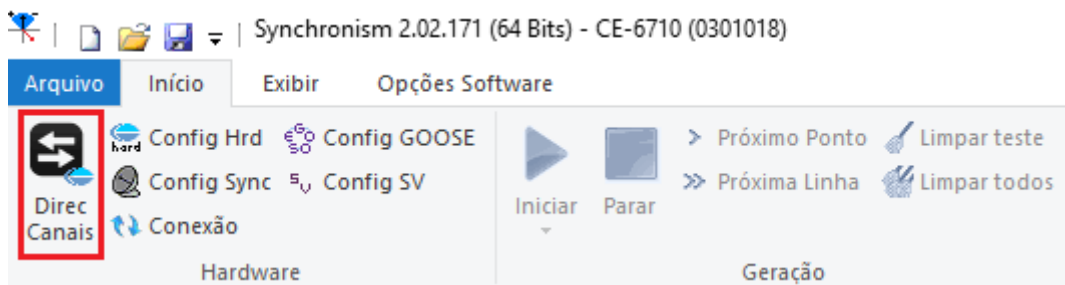 Synchronism 2.02.171 (64 Bits) - CE-6710 (0301018)
Arquivo Início Exibir Opções Software
hard Config Hrd Config GOOSE Próximo Ponto Limpar teste
Config Sync Config SV Próxima Linha Limpar todos
Direc Canais Conexão Iniciar Parar
Hardware Geração